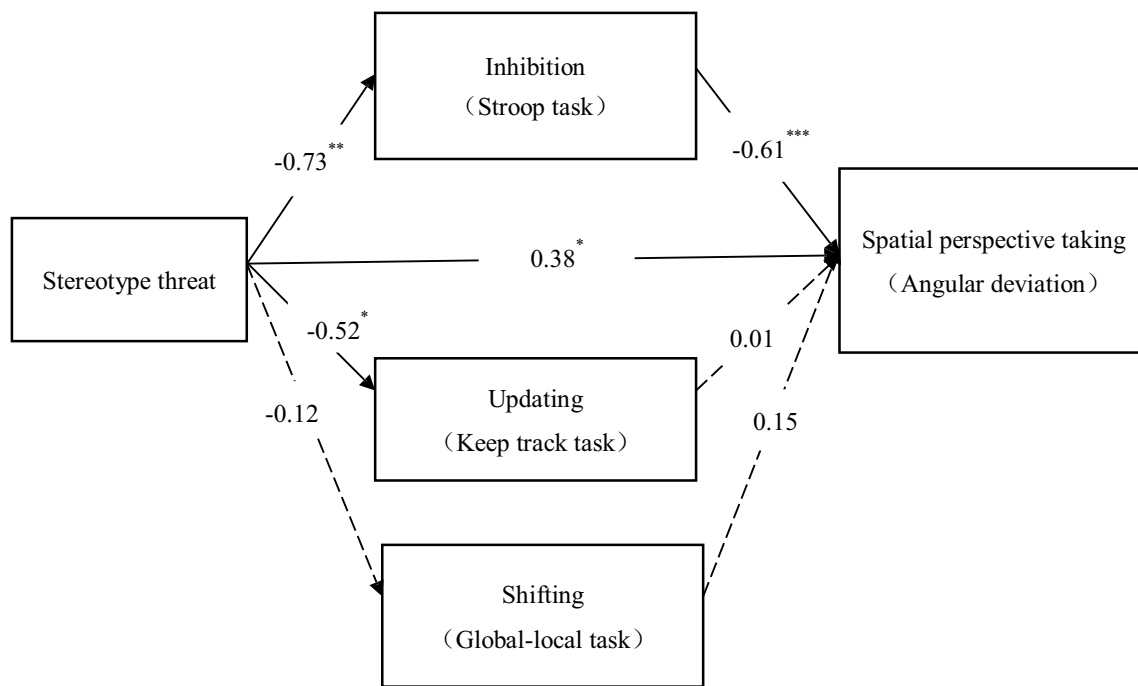 Inhibition
（Stroop task）
-0.73**
-0.61***
Spatial perspective taking
（Angular deviation）
Stereotype threat
0.38*
-0.52*
0.01
Updating
（Keep track task）
-0.12
0.15
Shifting
（Global-local task）